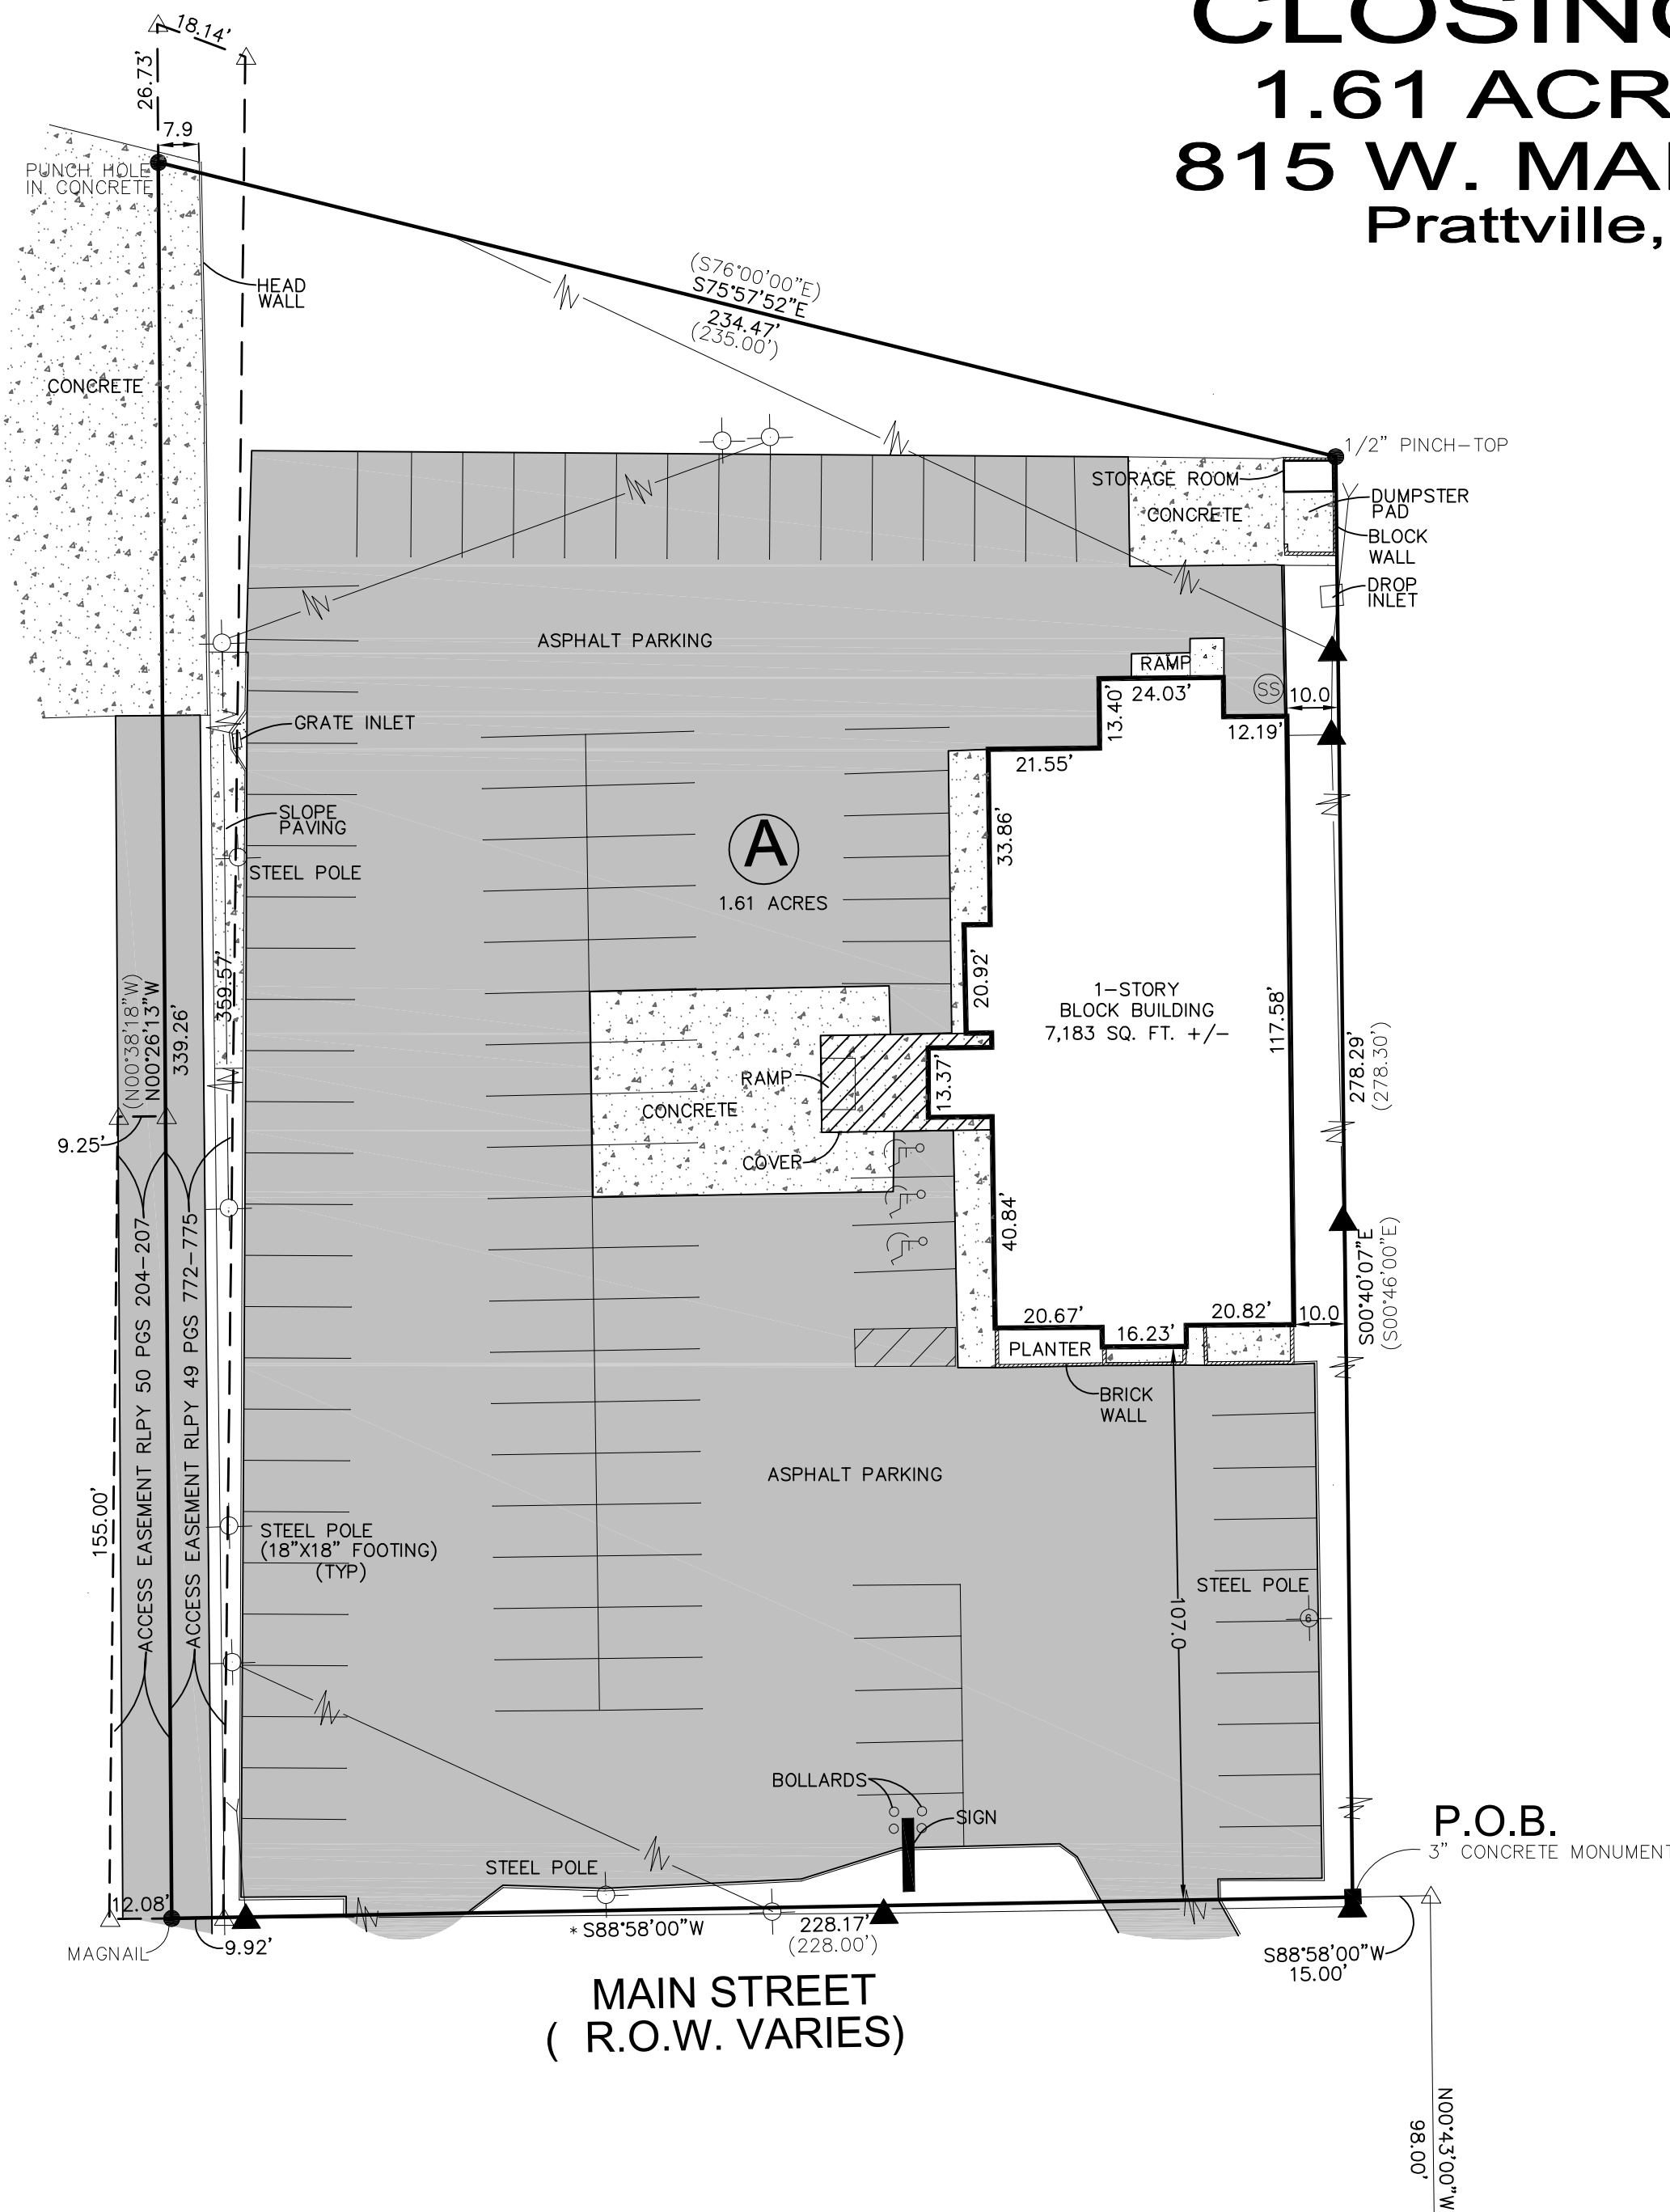 CLOSING
1.61 ACR
815 W. MAI
Prattville,
18.14'
26.73'
7.9
PUNCH HOLE
IN CONCRETE
HEAD
WALL
CONCRETE
(S76°00'00"E)
S75°57'52"E
234.47'
(235.00')
1/2" PINCH-TOP
STORAGE ROOM
CONCRETE
DUMPSTER
PAD
BLOCK
WALL
DROP
INLET
ASPHALT PARKING
RAMP
24.03'
13.40'
SS
10.0
12.19'
21.55'
GRATE INLET
SLOPE
PAVING
STEEL POLE
33.86'
A
1.61 ACRES
20.92'
1-STORY
BLOCK BUILDING
7,183 SQ. FT. +/-
117.58'
278.29'
(278.30')
(N00°38'18"W)
N00°26'13"W
339.26'
359.57'
13.37'
RAMP
CONCRETE
COVER
9.25'
40.84'
S00°40'07"E
(S00°46'00"E)
ACCESS EASEMENT RLPY 50 PGS 204-207
ACCESS EASEMENT RLPY 49 PGS 772-775
20.67'
16.23'
20.82'
10.0
PLANTER
BRICK
WALL
ASPHALT PARKING
155.00'
STEEL POLE
(18"X18" FOOTING)
(TYP)
107.0
STEEL POLE
6
BOLLARDS
SIGN
P.O.B.
3" CONCRETE MONUMENT
STEEL POLE
12.08'
9.92'
MAGNAIL
* S88°58'00"W
228.17'
(228.00')
S88°58'00"W
15.00'
MAIN STREET
( R.O.W. VARIES)
N00°43'00"W
98.00'